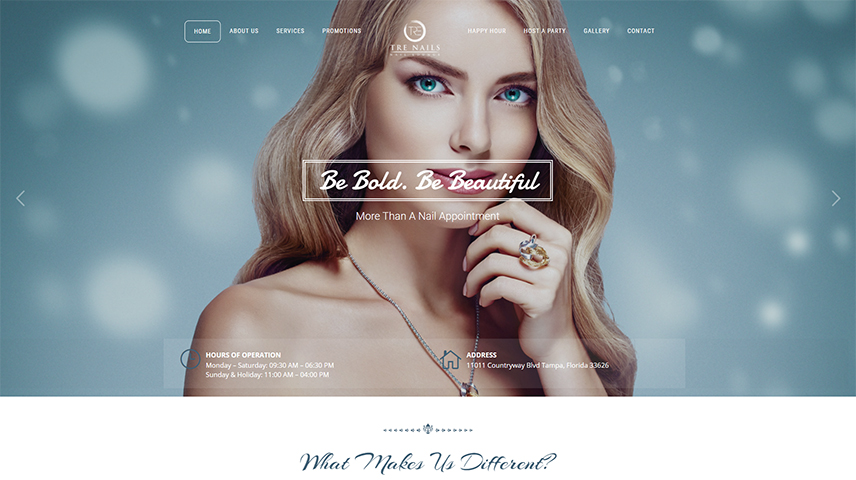 HOME ABOUT US SERVICES PROMOTIONS TRE NAILS HAPPY HOUR HOST A PARTY GALLERY CONTACT
Be Bold. Be Beautiful
More Than A Nail Appointment
HOURS OF OPERATION
Monday – Saturday: 09:30 AM – 06:30 PM
Sunday & Holiday: 11:00 AM – 04:00 PM
ADDRESS
11011 Countryway Blvd Tampa, Florida 33626
What Makes Us Different?